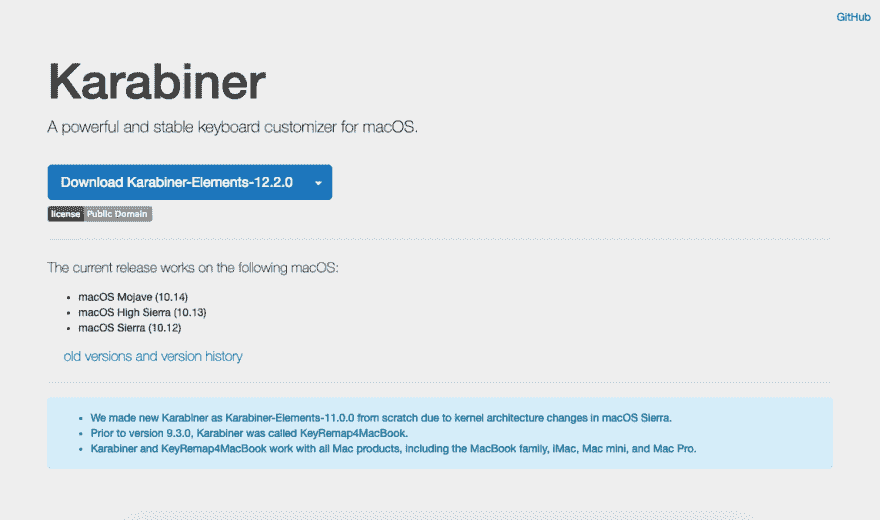 GitHub
Karabiner
A powerful and stable keyboard customizer for macOS.
Download Karabiner-Elements-12.2.0
license Public Domain
The current release works on the following macOS:
macOS Mojave (10.14)
macOS High Sierra (10.13)
macOS Sierra (10.12)
old versions and version history
We made new Karabiner as Karabiner-Elements-11.0.0 from scratch due to kernel architecture changes in macOS Sierra.
Prior to version 9.3.0, Karabiner was called KeyRemap4MacBook.
Karabiner and KeyRemap4MacBook work with all Mac products, including the MacBook family, iMac, Mac mini, and Mac Pro.